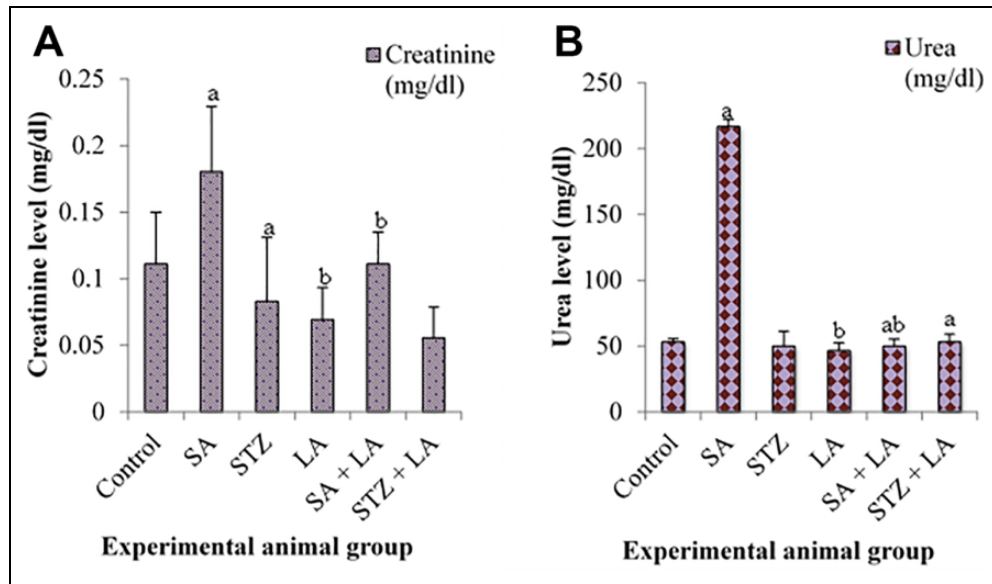 A
Creatinine
(mg/dl)
Creatinine level (mg/dl)
0.25
0.2
0.15
0.1
0.05
0
a
a
b
b
Control
SA
STZ
LA
SA + LA
STZ + LA
Experimental animal group
B
Urea
(mg/dl)
Urea level (mg/dl)
250
200
150
100
50
0
a
b
ab
a
Control
SA
STZ
LA
SA + LA
STZ + LA
Experimental animal group